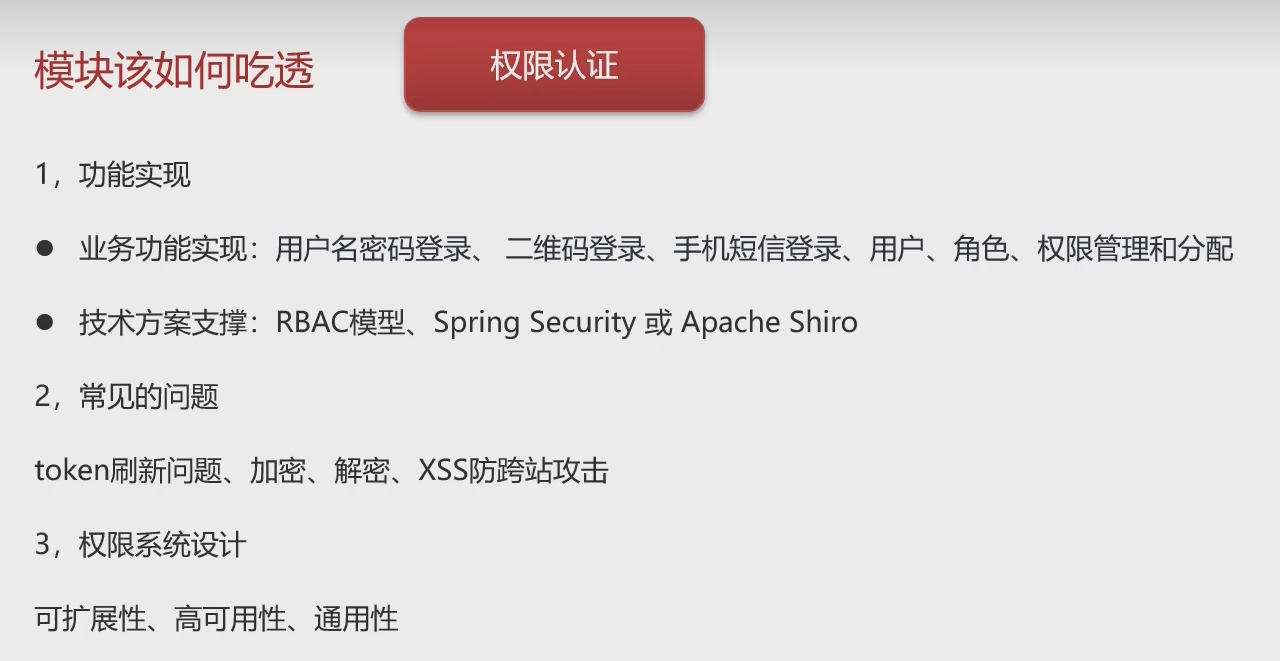 模块该如何吃透
权限认证
1，功能实现
● 业务功能实现：用户名密码登录、 二维码登录、手机短信登录、用户、角色、权限管理和分配
● 技术方案支撑：RBAC模型、Spring Security 或 Apache Shiro
2，常见的问题
token刷新问题、加密、解密、XSS防跨站攻击
3，权限系统设计
可扩展性、高可用性、通用性